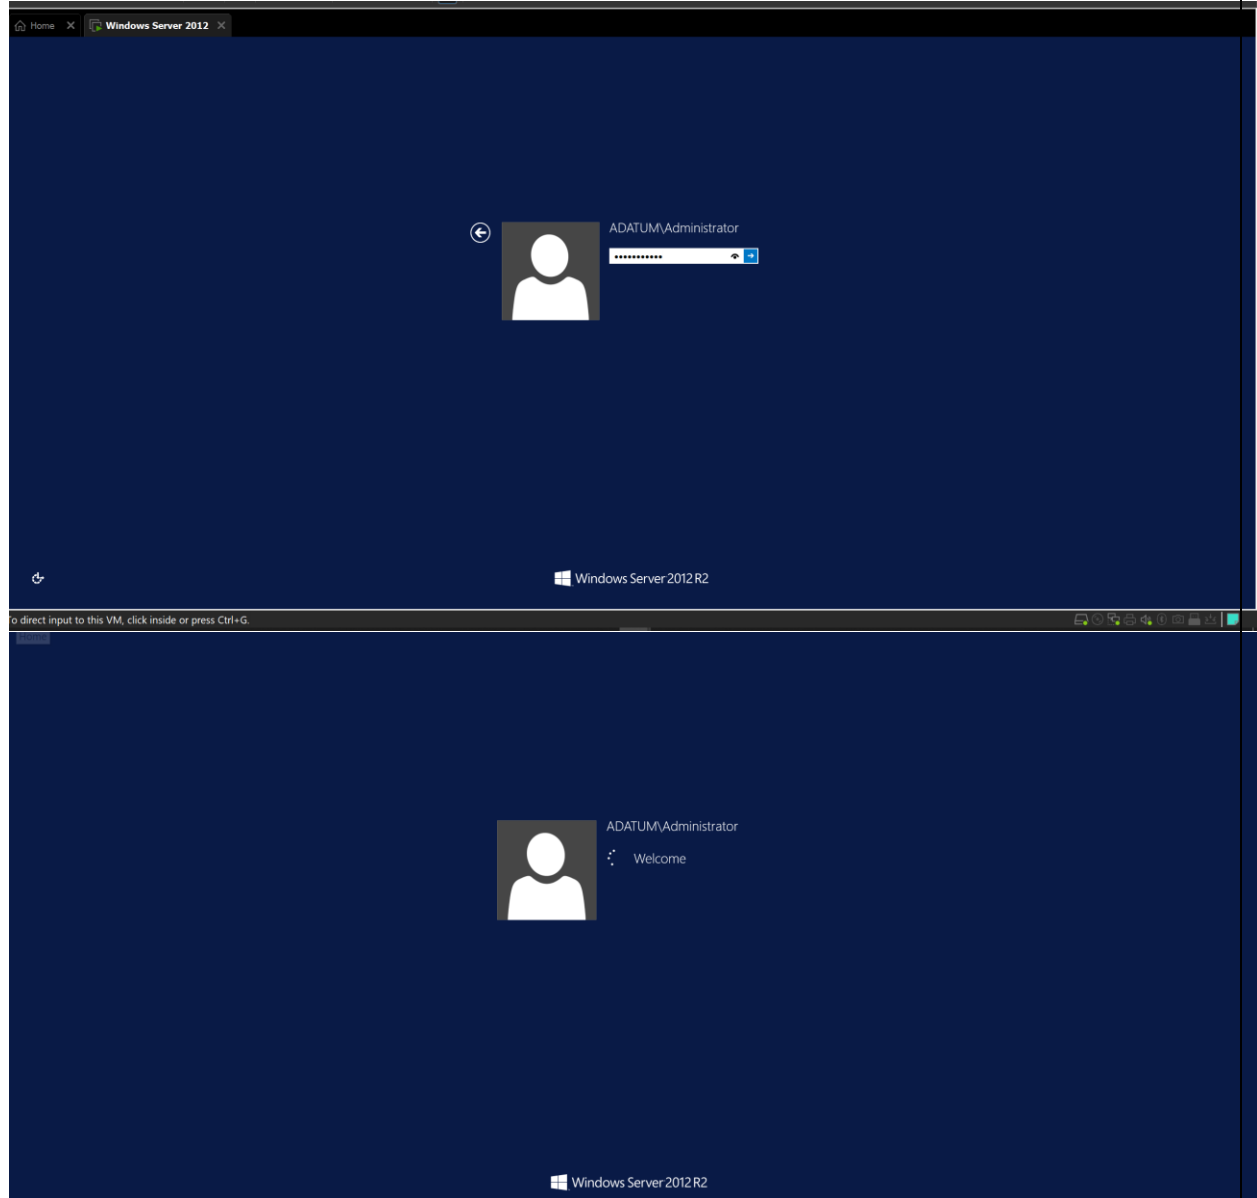 Home
Windows Server 2012
ADATUM\Administrator
•••••••••••
Windows Server 2012 R2
o direct input to this VM, click inside or press Ctrl+G.
Home
ADATUM\Administrator
Welcome
Windows Server 2012 R2